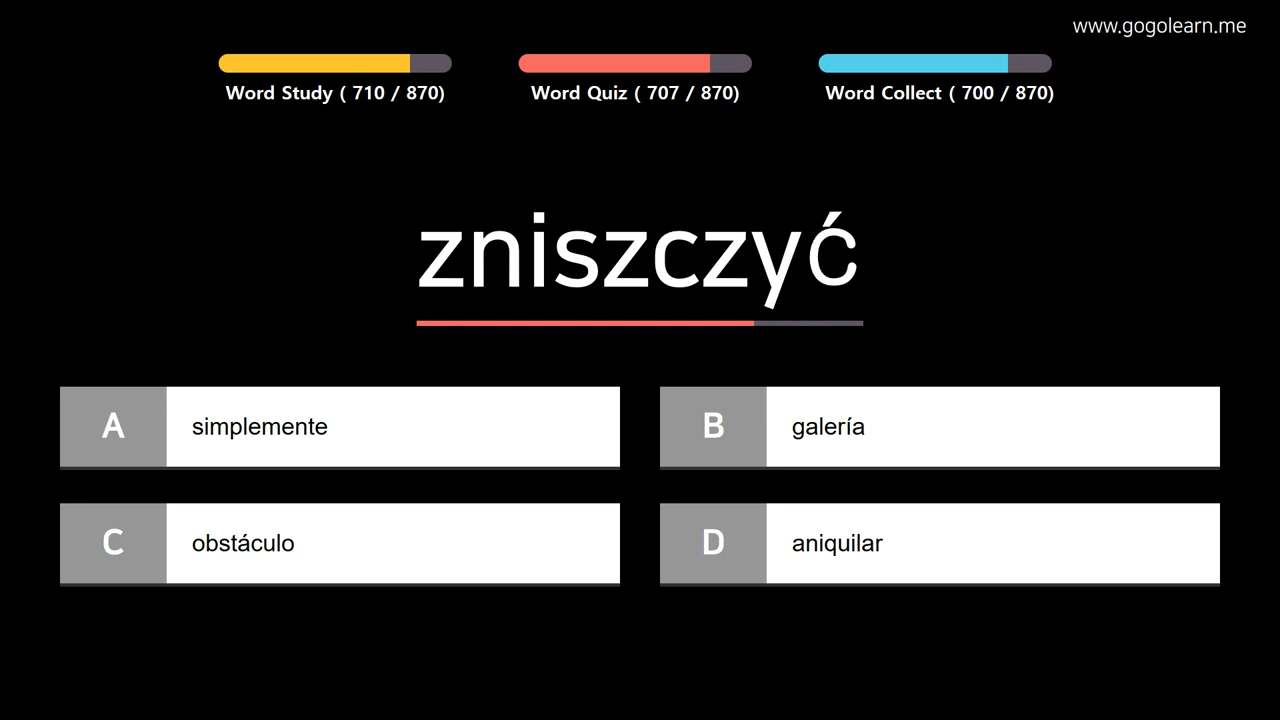 www.gogolearn.me
Word Study ( 710 / 870)
Word Quiz ( 707 / 870)
Word Collect ( 700 / 870)
zniszczyć
A simplemente
B galería
C obstáculo
D aniquilar